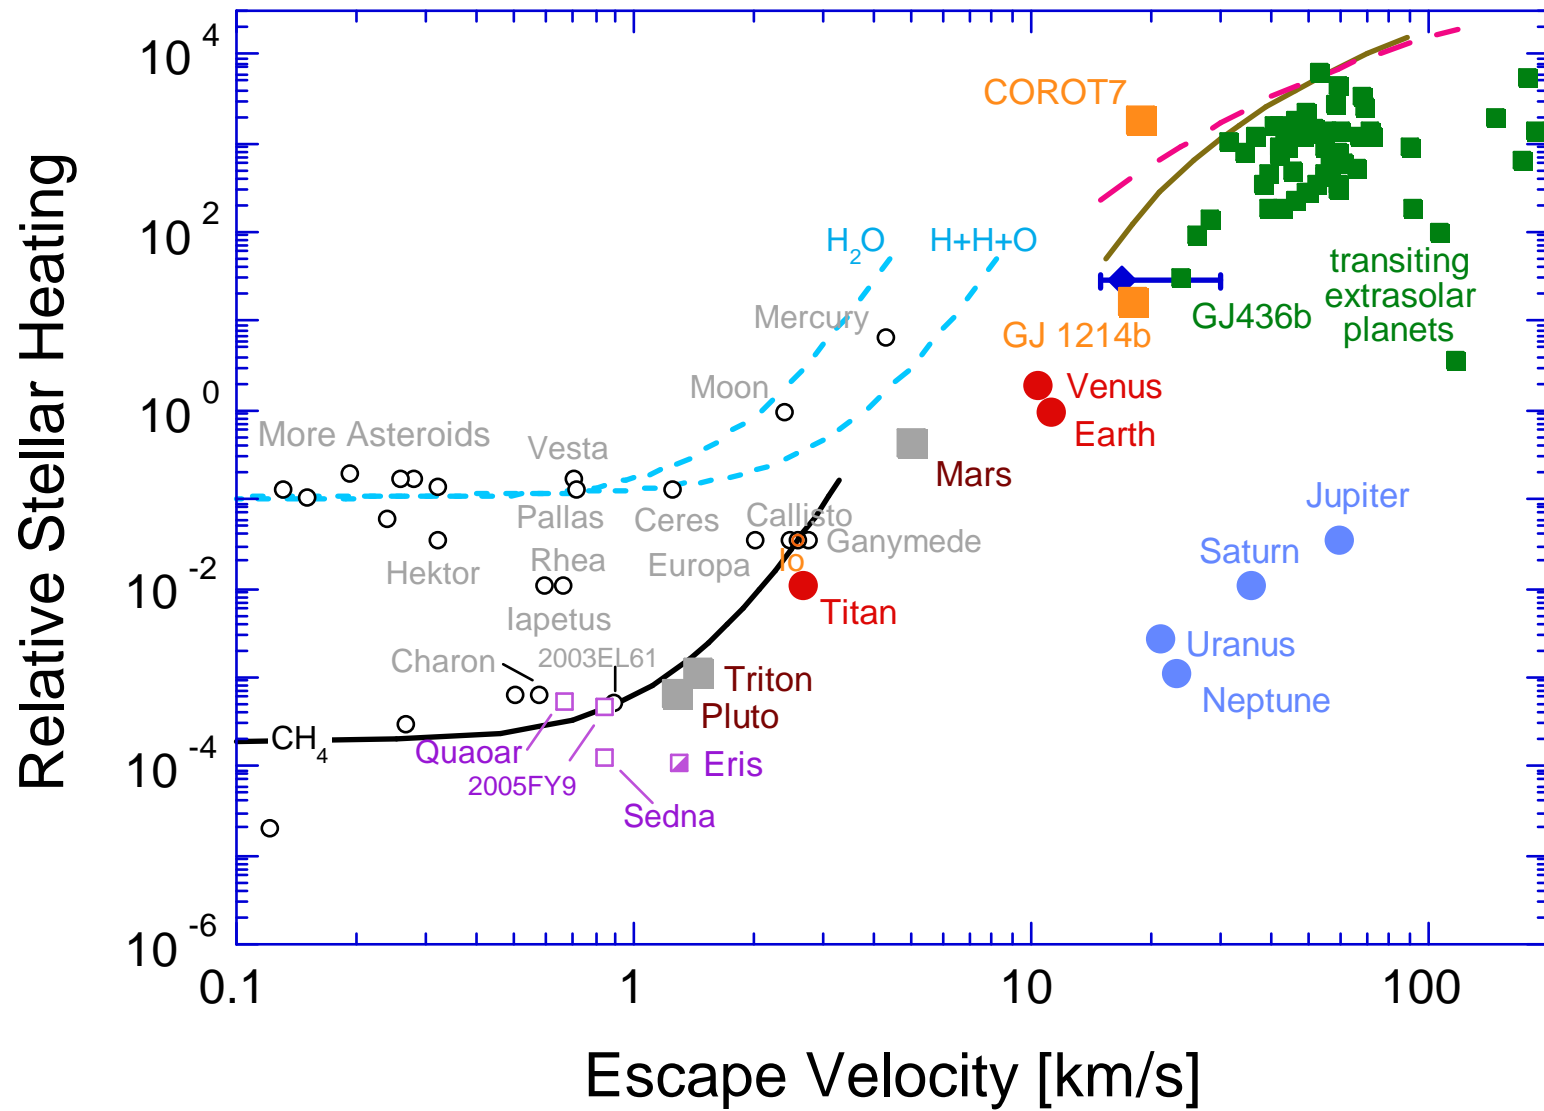 Relative Stellar Heating
10^4
10^2
10^0
10^-2
10^-4
10^-6
0.1
1
10
100
Escape Velocity [km/s]
COROT7
H₂O
H+H+O
transiting
extrasolar
planets
Mercury
GJ436b
GJ 1214b
Moon
Venus
Earth
More Asteroids
Vesta
Mars
Jupiter
Pallas
Ceres
Callisto
Ganymede
Saturn
Rhea
Europa
Io
Hektor
Titan
Iapetus
Uranus
Charon
2003EL61
Triton
Neptune
Pluto
CH₄
Quaoar
Eris
2005FY9
Sedna